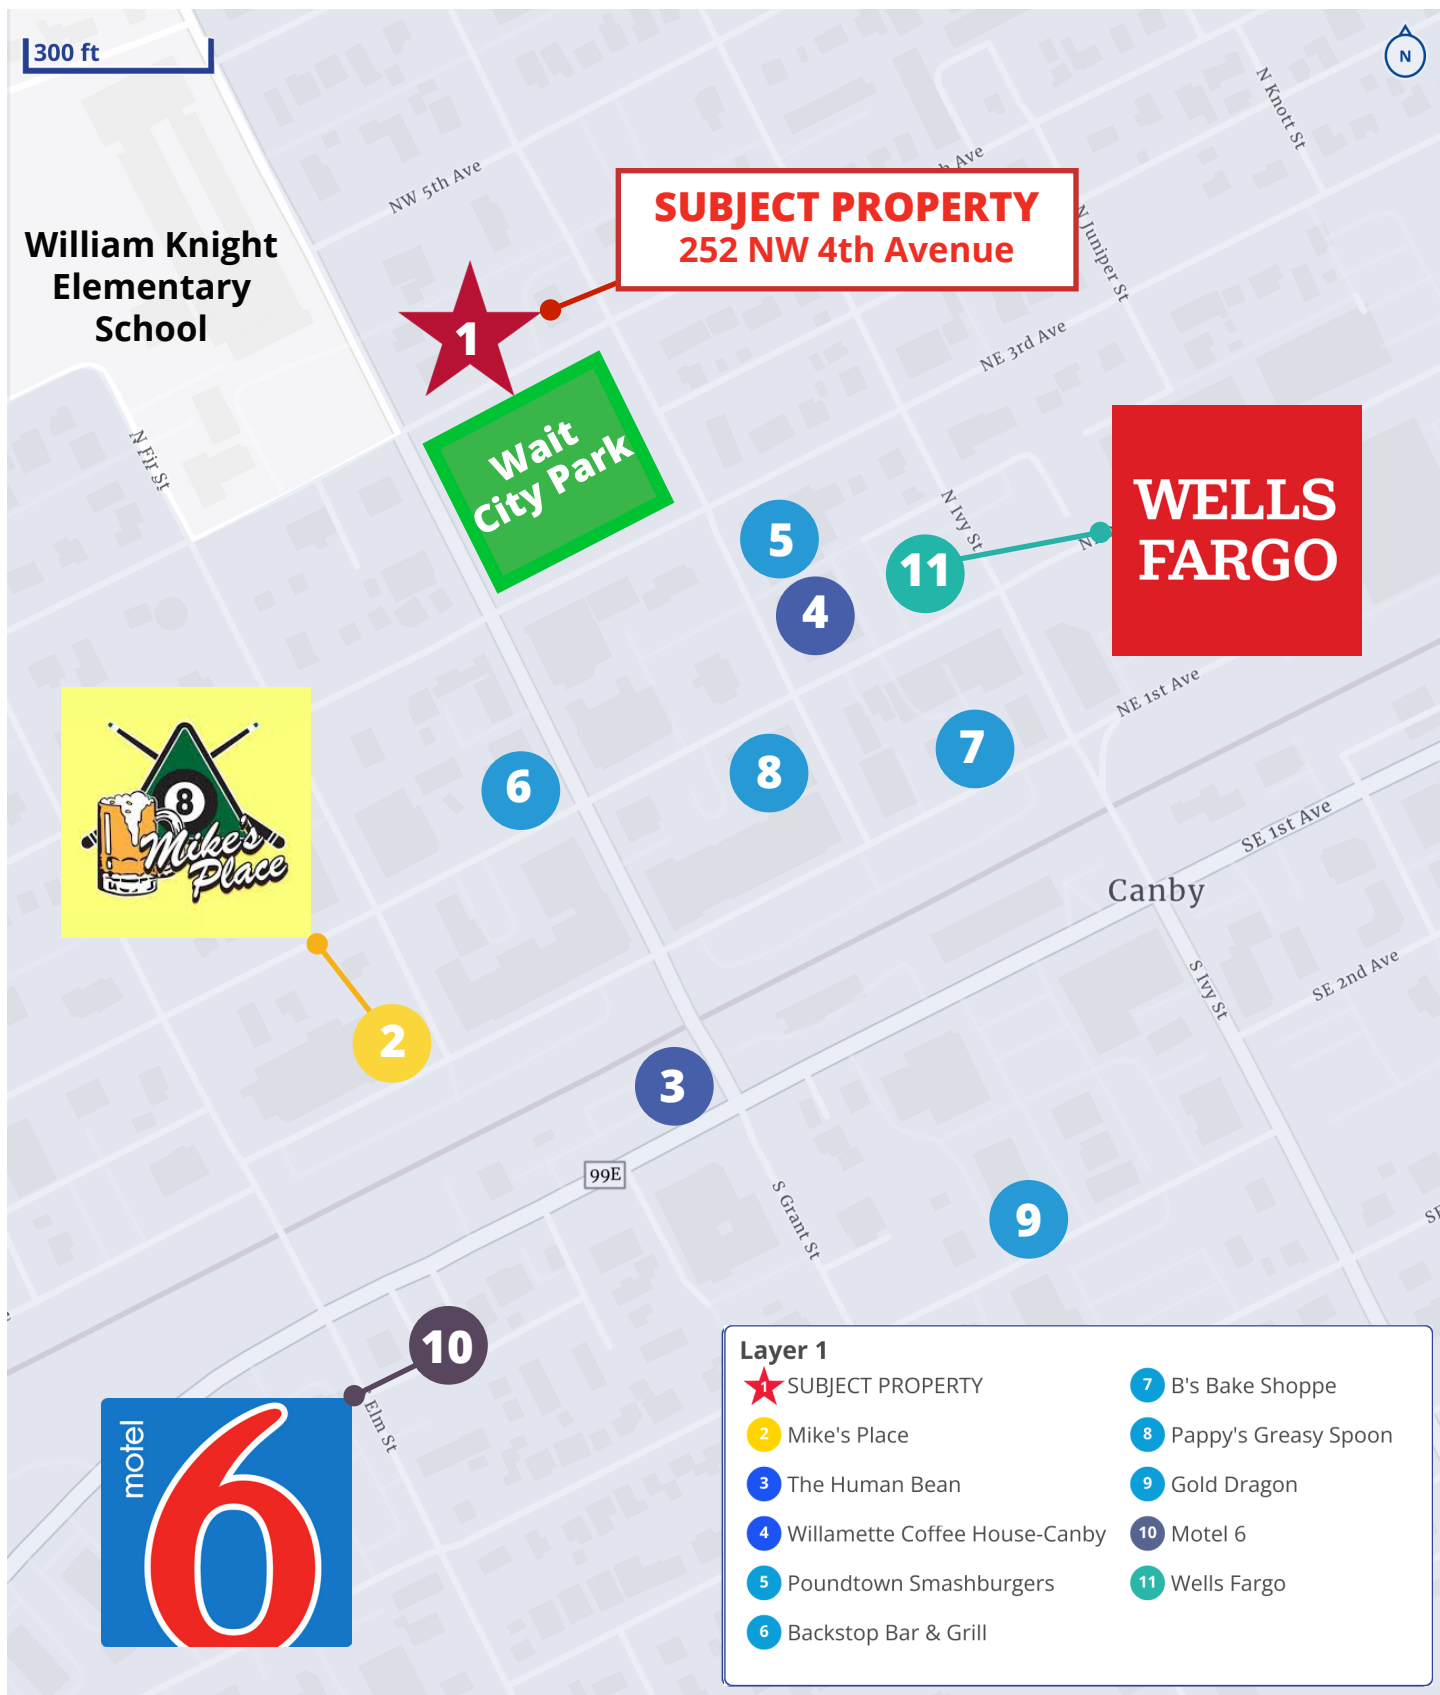 300 ft
N
N Knott St
NW 5th Ave
Ave
SUBJECT PROPERTY
252 NW 4th Avenue
N Juniper St
William Knight
Elementary
School
1
NE 3rd Ave
Wait
City Park
N Fir St
WELLS
FARGO
N Ivy St
5
11
4
NE 1st Ave
7
8
6
8
Mike's
Place
SE 1st Ave
Canby
SE 2nd Ave
S Ivy St
2
3
99E
S Grant St
9
10
Elm St
motel
6
Layer 1
1 SUBJECT PROPERTY
2 Mike's Place
3 The Human Bean
4 Willamette Coffee House-Canby
5 Poundtown Smashburgers
6 Backstop Bar & Grill
7 B's Bake Shoppe
8 Pappy's Greasy Spoon
9 Gold Dragon
10 Motel 6
11 Wells Fargo